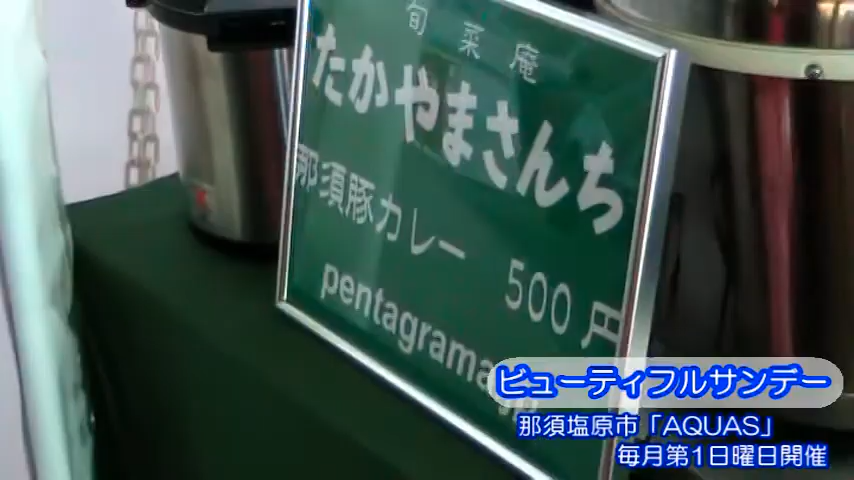 旬菜庵
たかやまさんち
那須豚カレー 500円
pentagrama
ビューティフルサンデー
那須塩原市「AQUAS」
毎月第1日曜日開催